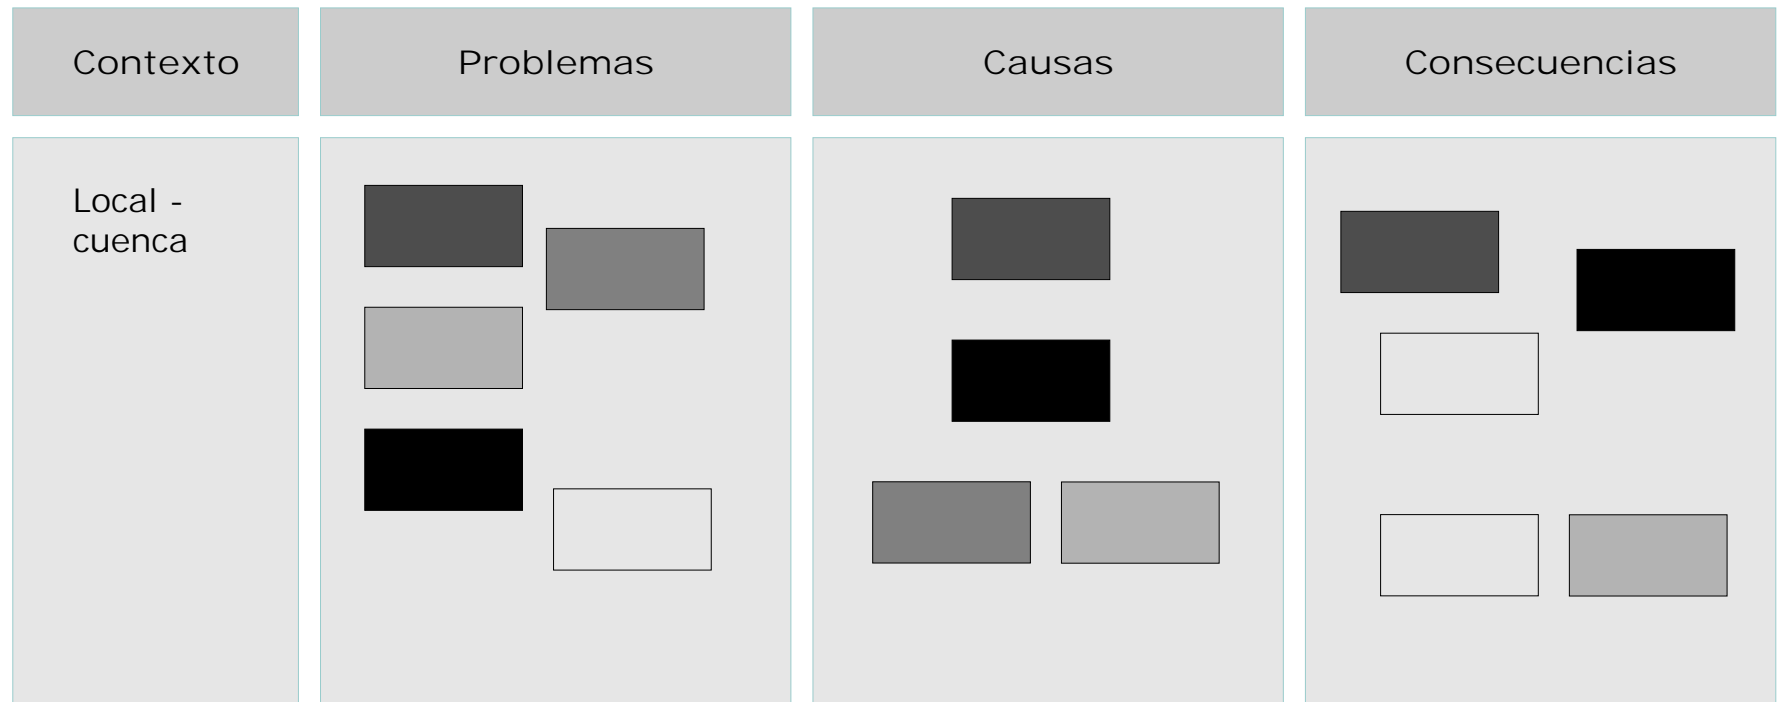 Contexto
Problemas
Causas
Consecuencias
Local -
cuenca